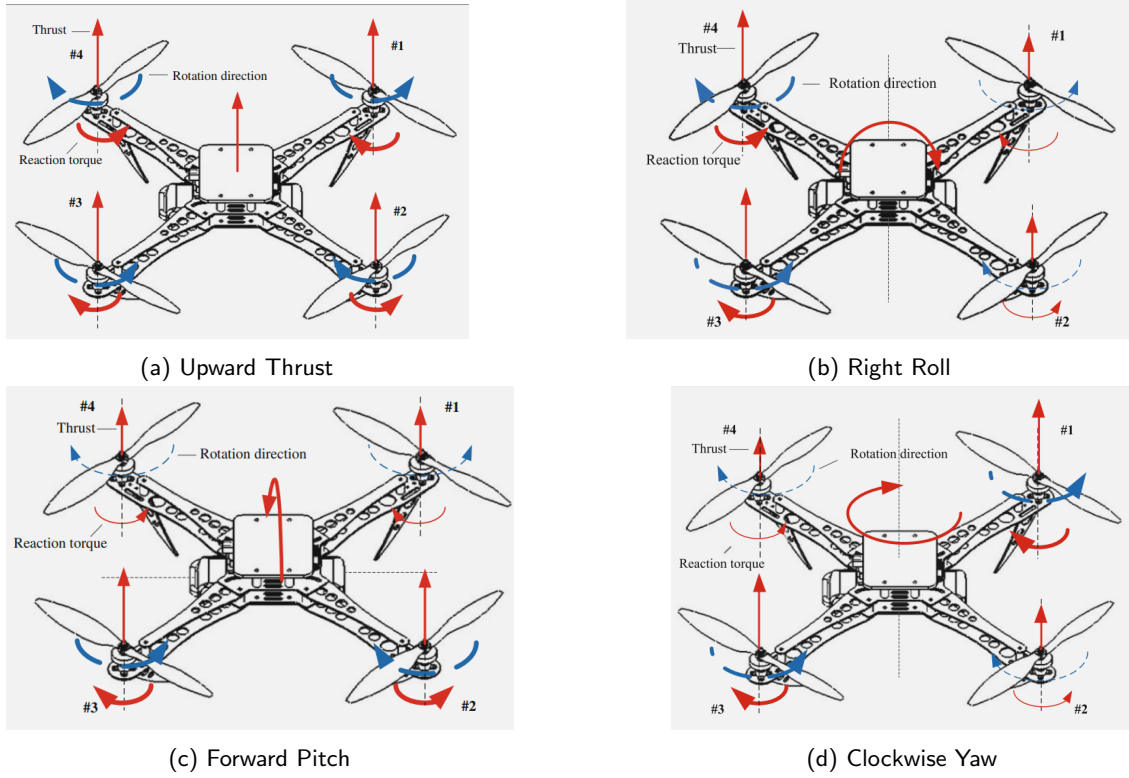 Thrust
#4
#1
Rotation direction
Reaction torque
#3
#2
(a) Upward Thrust
#4
#1
Thrust
Rotation direction
Reaction torque
#3
#2
(b) Right Roll
#4
#1
Thrust
Rotation direction
Reaction torque
#3
#2
(c) Forward Pitch
#4
#1
Thrust
Rotation direction
Reaction torque
#3
#2
(d) Clockwise Yaw